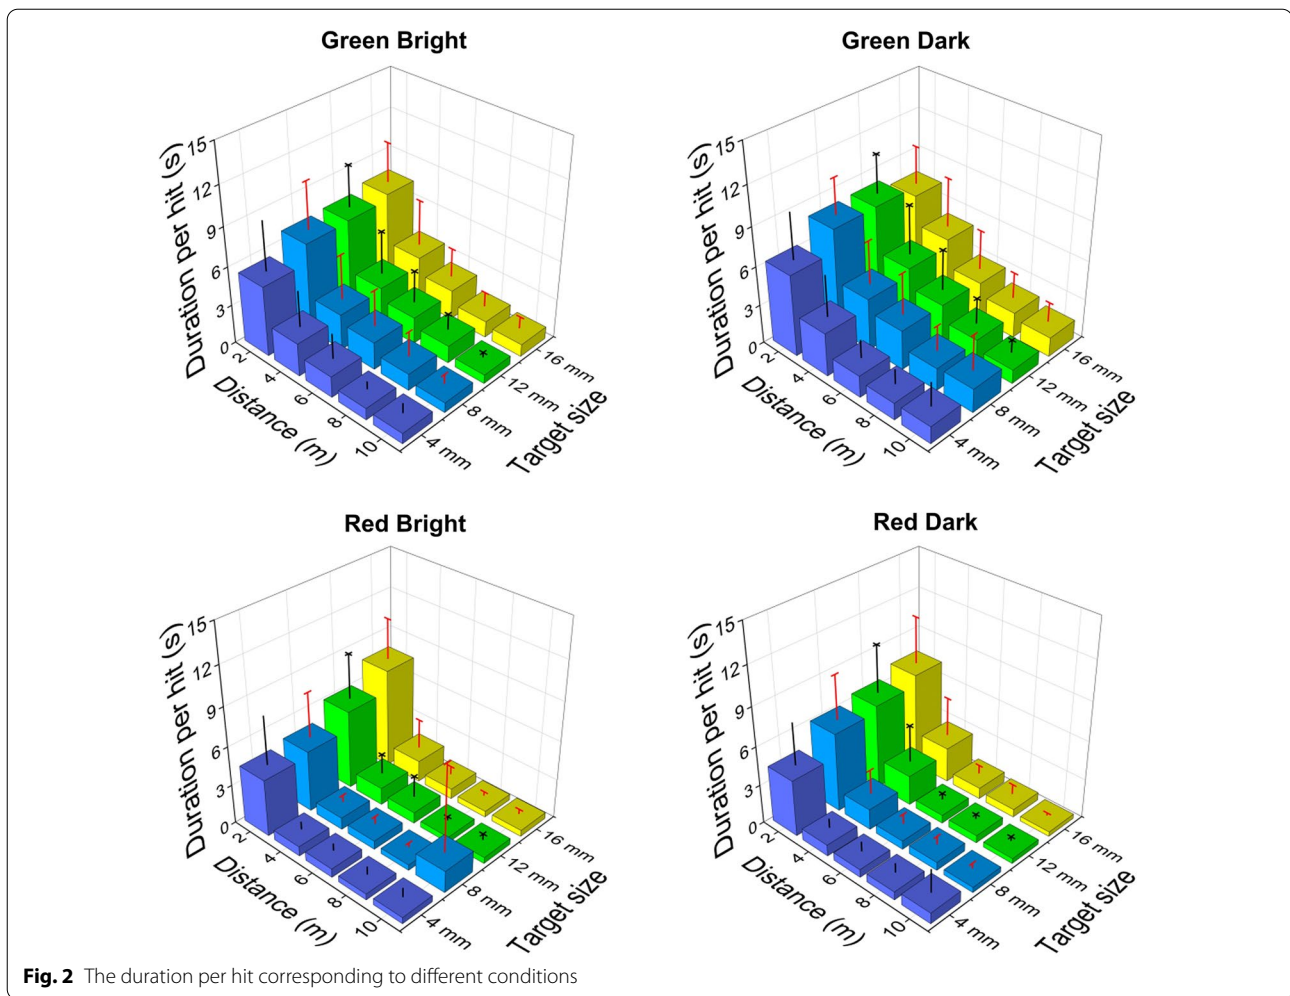 Green Bright
Green Dark
15
12
9
6
3
0
Duration per hit (s)
2
4
6
8
10
Distance (m)
4 mm
8 mm
12 mm
16 mm
Target size
15
12
9
6
3
0
Duration per hit (s)
2
4
6
8
10
Distance (m)
4 mm
8 mm
12 mm
16 mm
Target size
Red Bright
Red Dark
15
12
9
6
3
0
Duration per hit (s)
2
4
6
8
10
Distance (m)
4 mm
8 mm
12 mm
16 mm
Target size
15
12
9
6
3
0
Duration per hit (s)
2
4
6
8
10
Distance (m)
4 mm
8 mm
12 mm
16 mm
Target size
Fig. 2 The duration per hit corresponding to different conditions